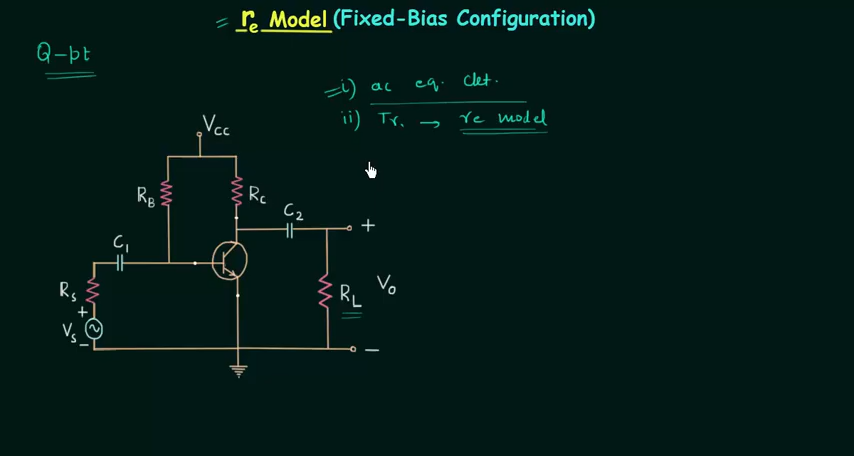 = re Model (Fixed-Bias Configuration)
Q-pt
i) ac eq. Ckt.
ii) Tr. → re model
VCC
RB
RC
C2
+
C1
Rs
RL
Vo
+
Vs
−
−